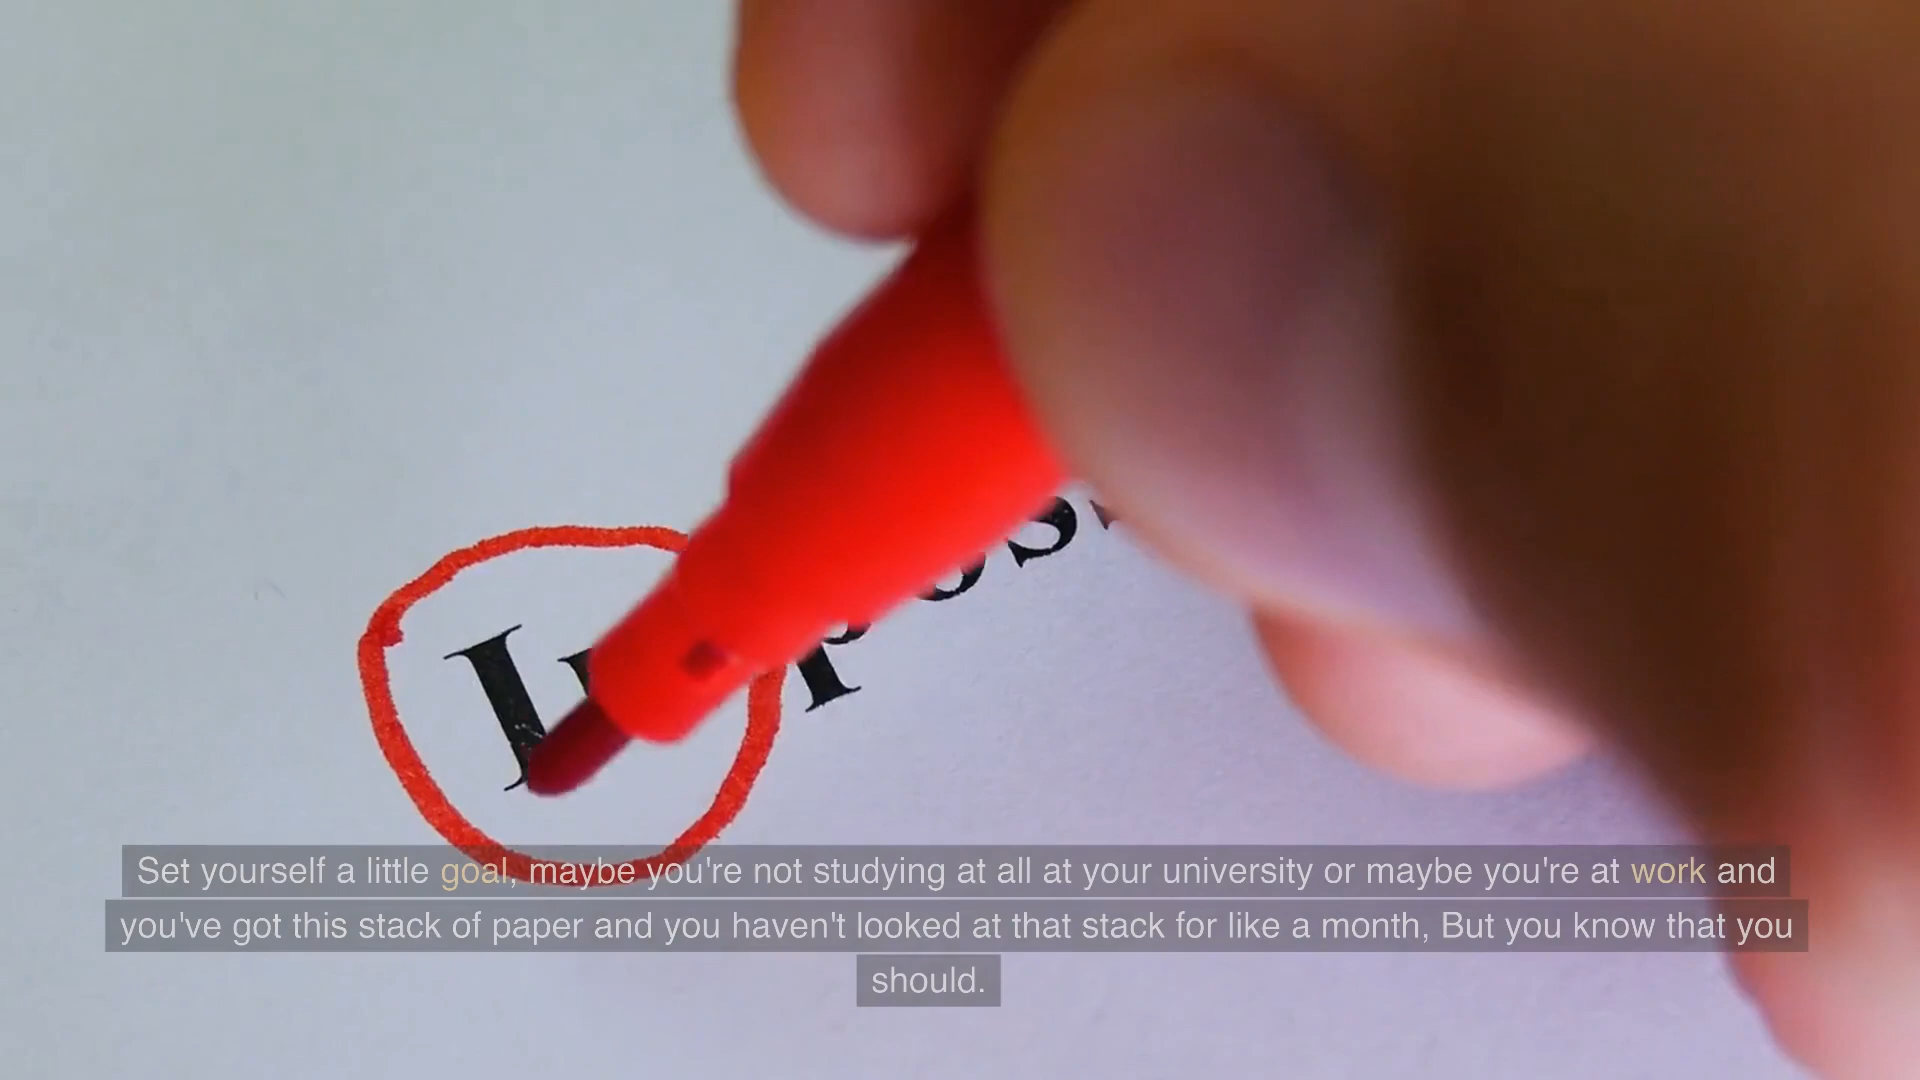 Set yourself a little goal, maybe you're not studying at all at your university or maybe you're at work and
you've got this stack of paper and you haven't looked at that stack for like a month, But you know that you
should.